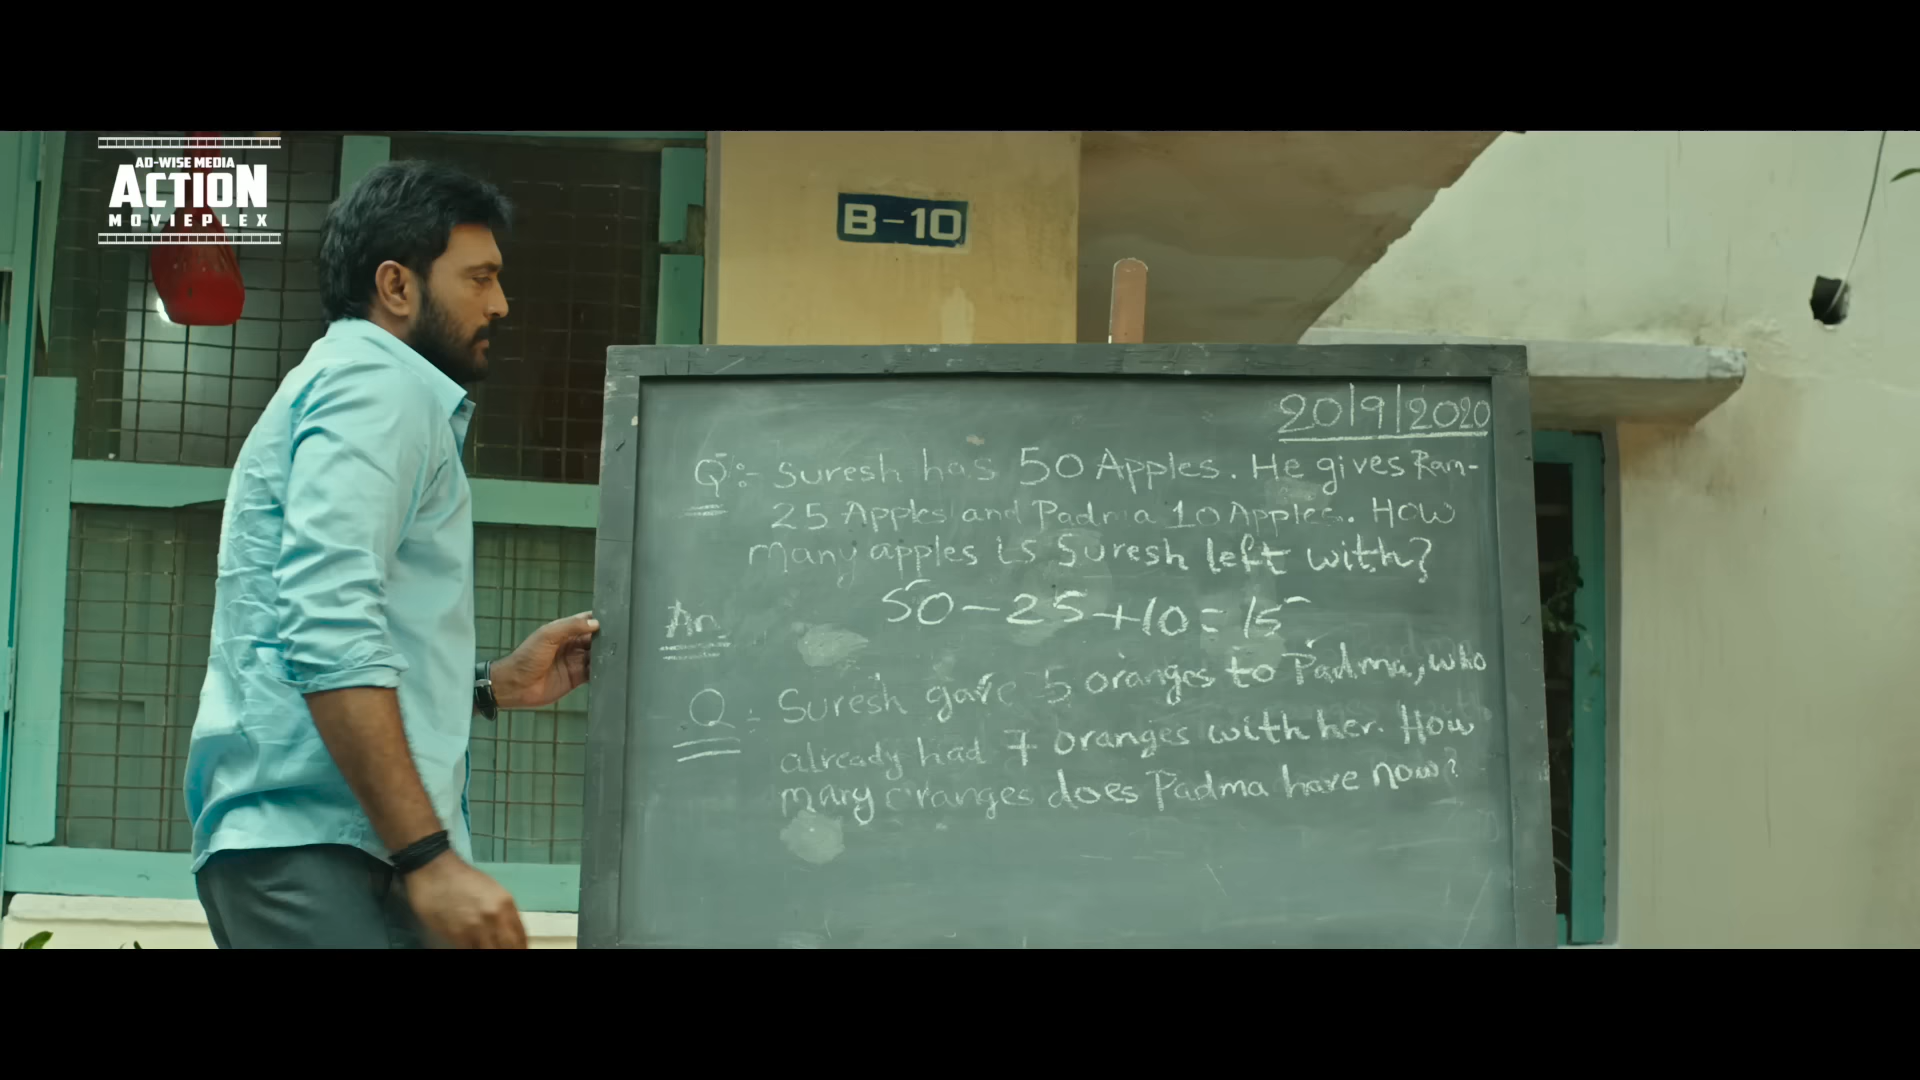 AD-WISE MEDIA
ACTION
MOVIEPLEX
B-10
20/9/2020
Q:- Suresh has 50 Apples. He gives Ram-
25 Apples and Padma 10 Apples. How
many apples is Suresh left with?
An
50-25+10=15
Q:- Suresh gave 5 oranges to Padma, who
already had 7 oranges with her. How
many oranges does Padma have now?